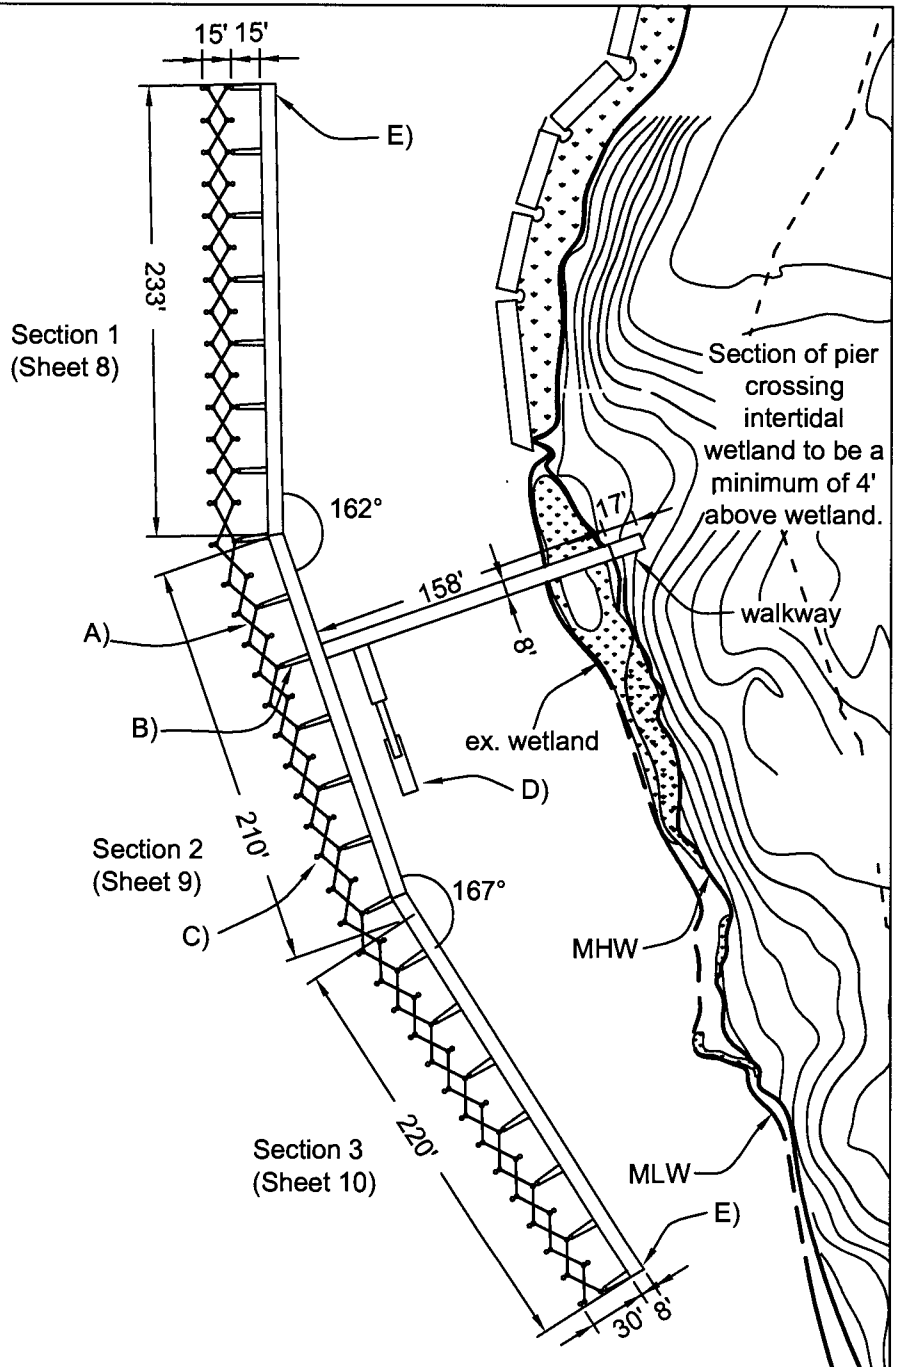 15' 15'
E)
233'
Section 1
(Sheet 8)
Section of pier
crossing
intertidal
wetland to be a
minimum of 4'
above wetland.
162°
17'
158'
8'
walkway
A)
B)
ex. wetland
D)
210'
Section 2
(Sheet 9)
167°
C)
MHW
220'
Section 3
(Sheet 10)
MLW
E)
30' 8'